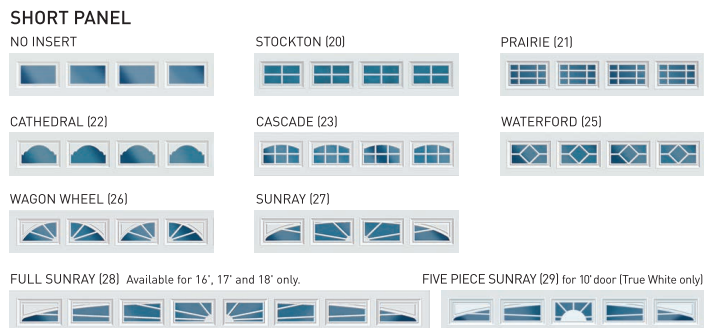 SHORT PANEL
NO INSERT
STOCKTON (20)
PRAIRIE (21)
CATHEDRAL (22)
CASCADE (23)
WATERFORD (25)
WAGON WHEEL (26)
SUNRAY (27)
FULL SUNRAY (28) Available for 16', 17' and 18' only.
FIVE PIECE SUNRAY (29) for 10' door (True White only)